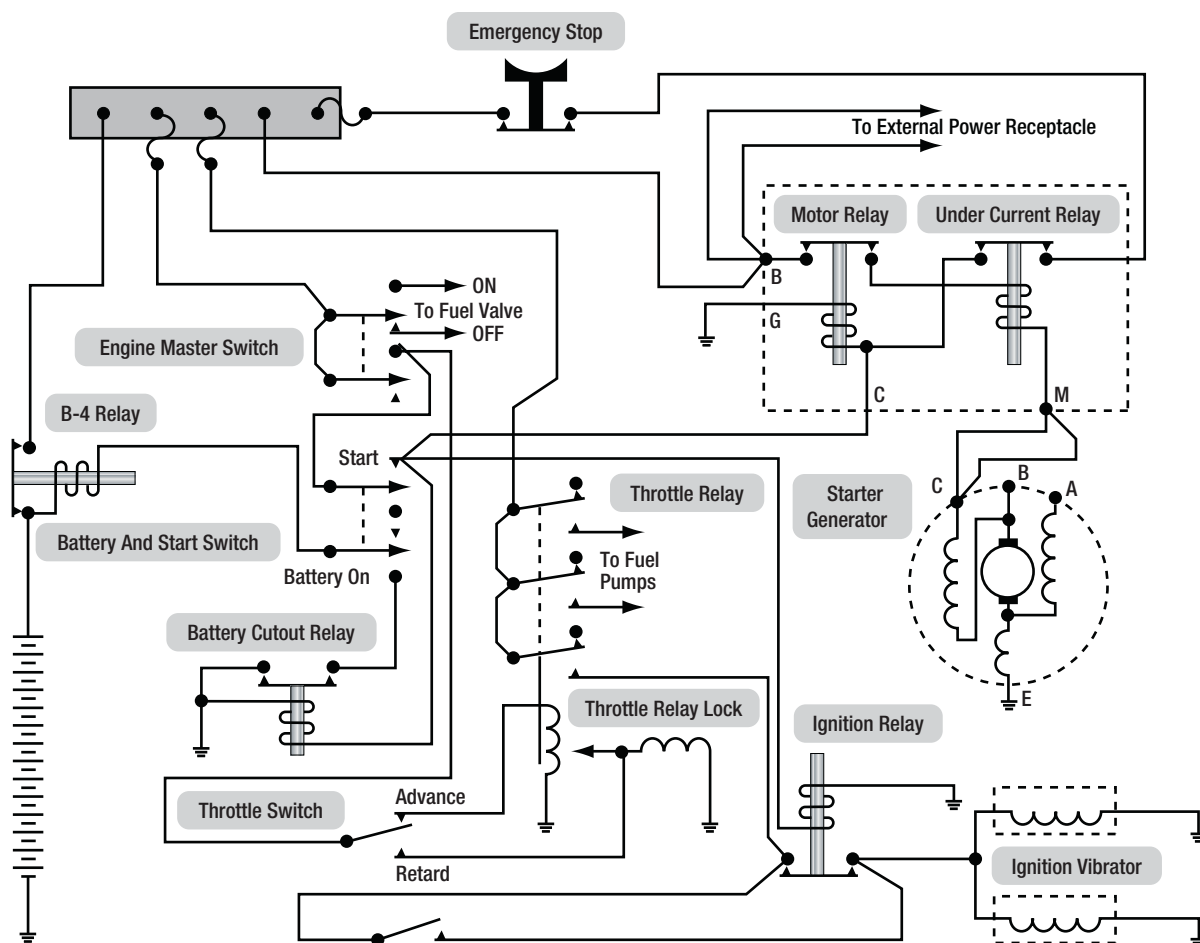 Emergency Stop
To External Power Receptacle
Motor Relay
Under Current Relay
B
G
C
M
ON
To Fuel Valve
OFF
Engine Master Switch
B-4 Relay
Start
Battery And Start Switch
Battery On
Throttle Relay
To Fuel
Pumps
Starter
Generator
C
B
A
E
Battery Cutout Relay
Throttle Relay Lock
Ignition Relay
Throttle Switch
Advance
Retard
Ignition Vibrator